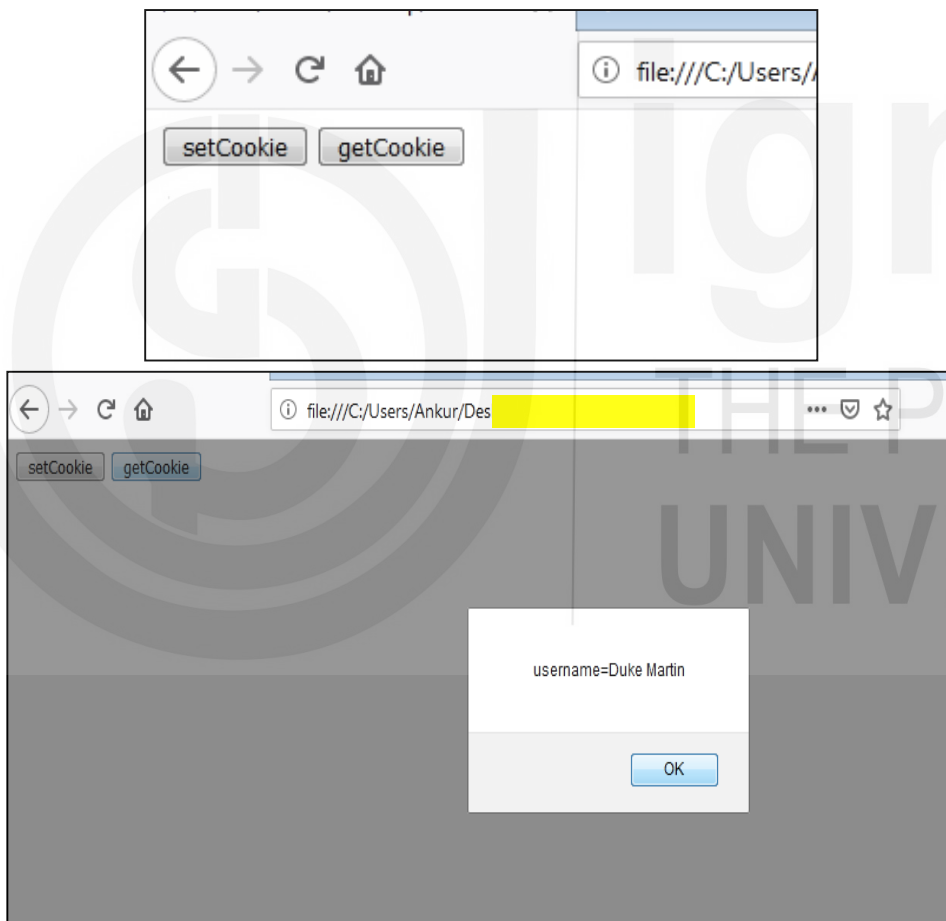 file:///C:/Users/
setCookie getCookie
file:///C:/Users/Ankur/Des
setCookie getCookie
username=Duke Martin
OK
THE P
UNIV